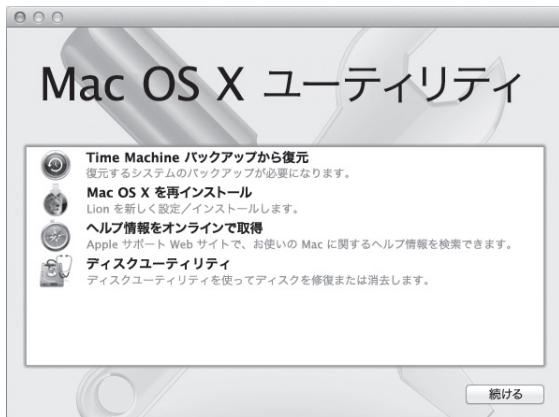 Mac OS X ユーティリティ
Time Machine バックアップから復元
復元するシステムのバックアップが必要になります。
Mac OS X を再インストール
Lion を新しく設定／インストールします。
ヘルプ情報をオンラインで取得
Apple サポート Web サイトで、お使いの Mac に関するヘルプ情報を検索できます。
ディスクユーティリティ
ディスクユーティリティを使ってディスクを修復または消去します。
続ける